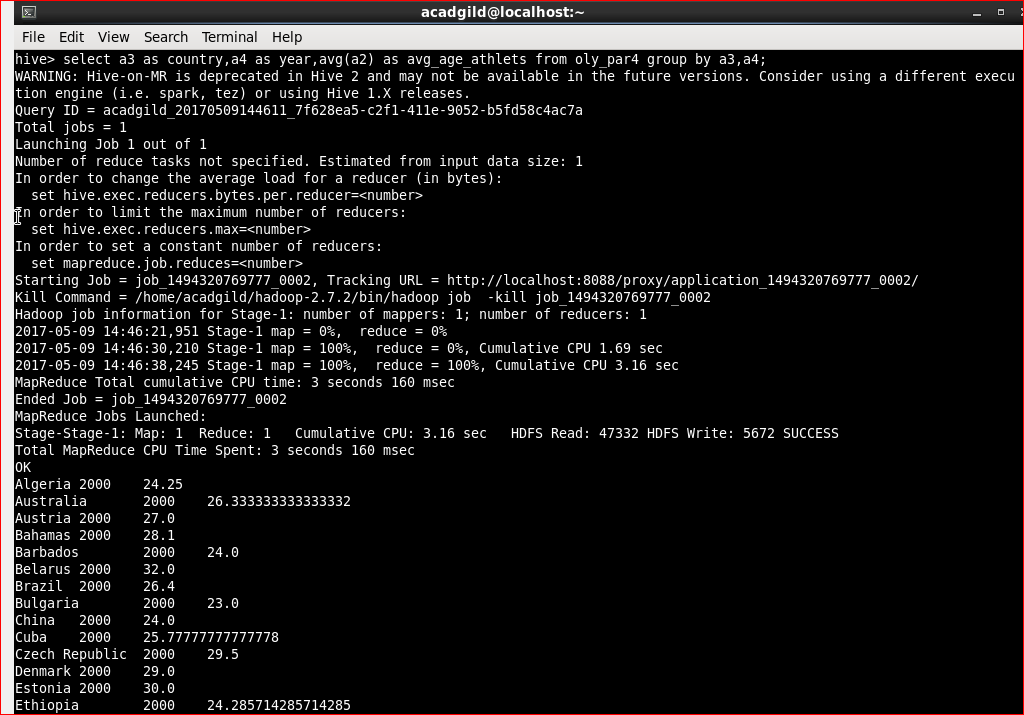 acadgild@localhost:~
File Edit View Search Terminal Help
hive> select a3 as country,a4 as year,avg(a2) as avg_age_athlets from oly_par4 group by a3,a4;
WARNING: Hive-on-MR is deprecated in Hive 2 and may not be available in the future versions. Consider using a different execu
tion engine (i.e. spark, tez) or using Hive 1.X releases.
Query ID = acadgild_20170509144611_7f628ea5-c2f1-411e-9052-b5fd58c4ac7a
Total jobs = 1
Launching Job 1 out of 1
Number of reduce tasks not specified. Estimated from input data size: 1
In order to change the average load for a reducer (in bytes):
  set hive.exec.reducers.bytes.per.reducer=<number>
In order to limit the maximum number of reducers:
  set hive.exec.reducers.max=<number>
In order to set a constant number of reducers:
  set mapreduce.job.reduces=<number>
Starting Job = job_1494320769777_0002, Tracking URL = http://localhost:8088/proxy/application_1494320769777_0002/
Kill Command = /home/acadgild/hadoop-2.7.2/bin/hadoop job  -kill job_1494320769777_0002
Hadoop job information for Stage-1: number of mappers: 1; number of reducers: 1
2017-05-09 14:46:21,951 Stage-1 map = 0%,  reduce = 0%
2017-05-09 14:46:30,210 Stage-1 map = 100%,  reduce = 0%, Cumulative CPU 1.69 sec
2017-05-09 14:46:38,245 Stage-1 map = 100%,  reduce = 100%, Cumulative CPU 3.16 sec
MapReduce Total cumulative CPU time: 3 seconds 160 msec
Ended Job = job_1494320769777_0002
MapReduce Jobs Launched:
Stage-Stage-1: Map: 1  Reduce: 1   Cumulative CPU: 3.16 sec   HDFS Read: 47332 HDFS Write: 5672 SUCCESS
Total MapReduce CPU Time Spent: 3 seconds 160 msec
OK
Algeria 2000    24.25
Australia       2000    26.333333333333332
Austria 2000    27.0
Bahamas 2000    28.1
Barbados        2000    24.0
Belarus 2000    32.0
Brazil  2000    26.4
Bulgaria        2000    23.0
China   2000    24.0
Cuba    2000    25.77777777777778
Czech Republic  2000    29.5
Denmark 2000    29.0
Estonia 2000    30.0
Ethiopia        2000    24.285714285714285